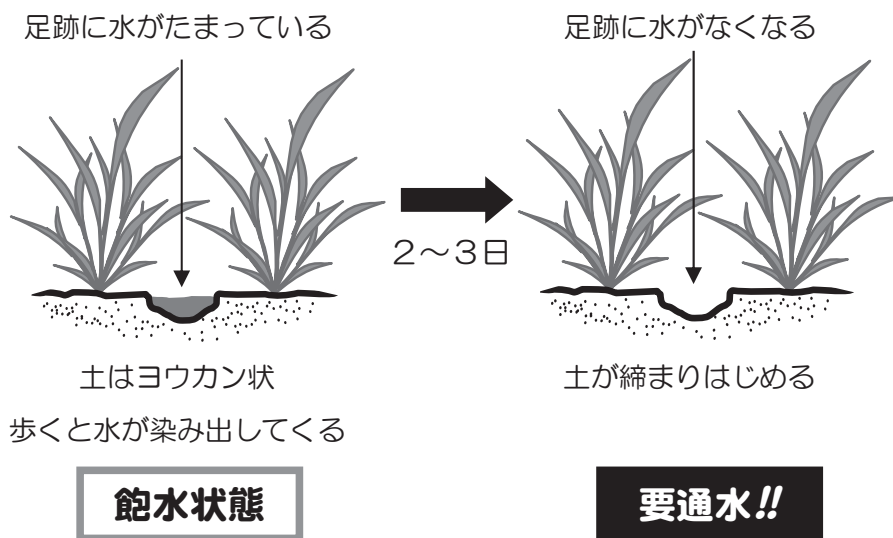 足跡に水がたまっている
足跡に水がなくなる
2〜3日
土はヨウカン状
歩くと水が染み出してくる
土が締まりはじめる
飽水状態
要通水!!